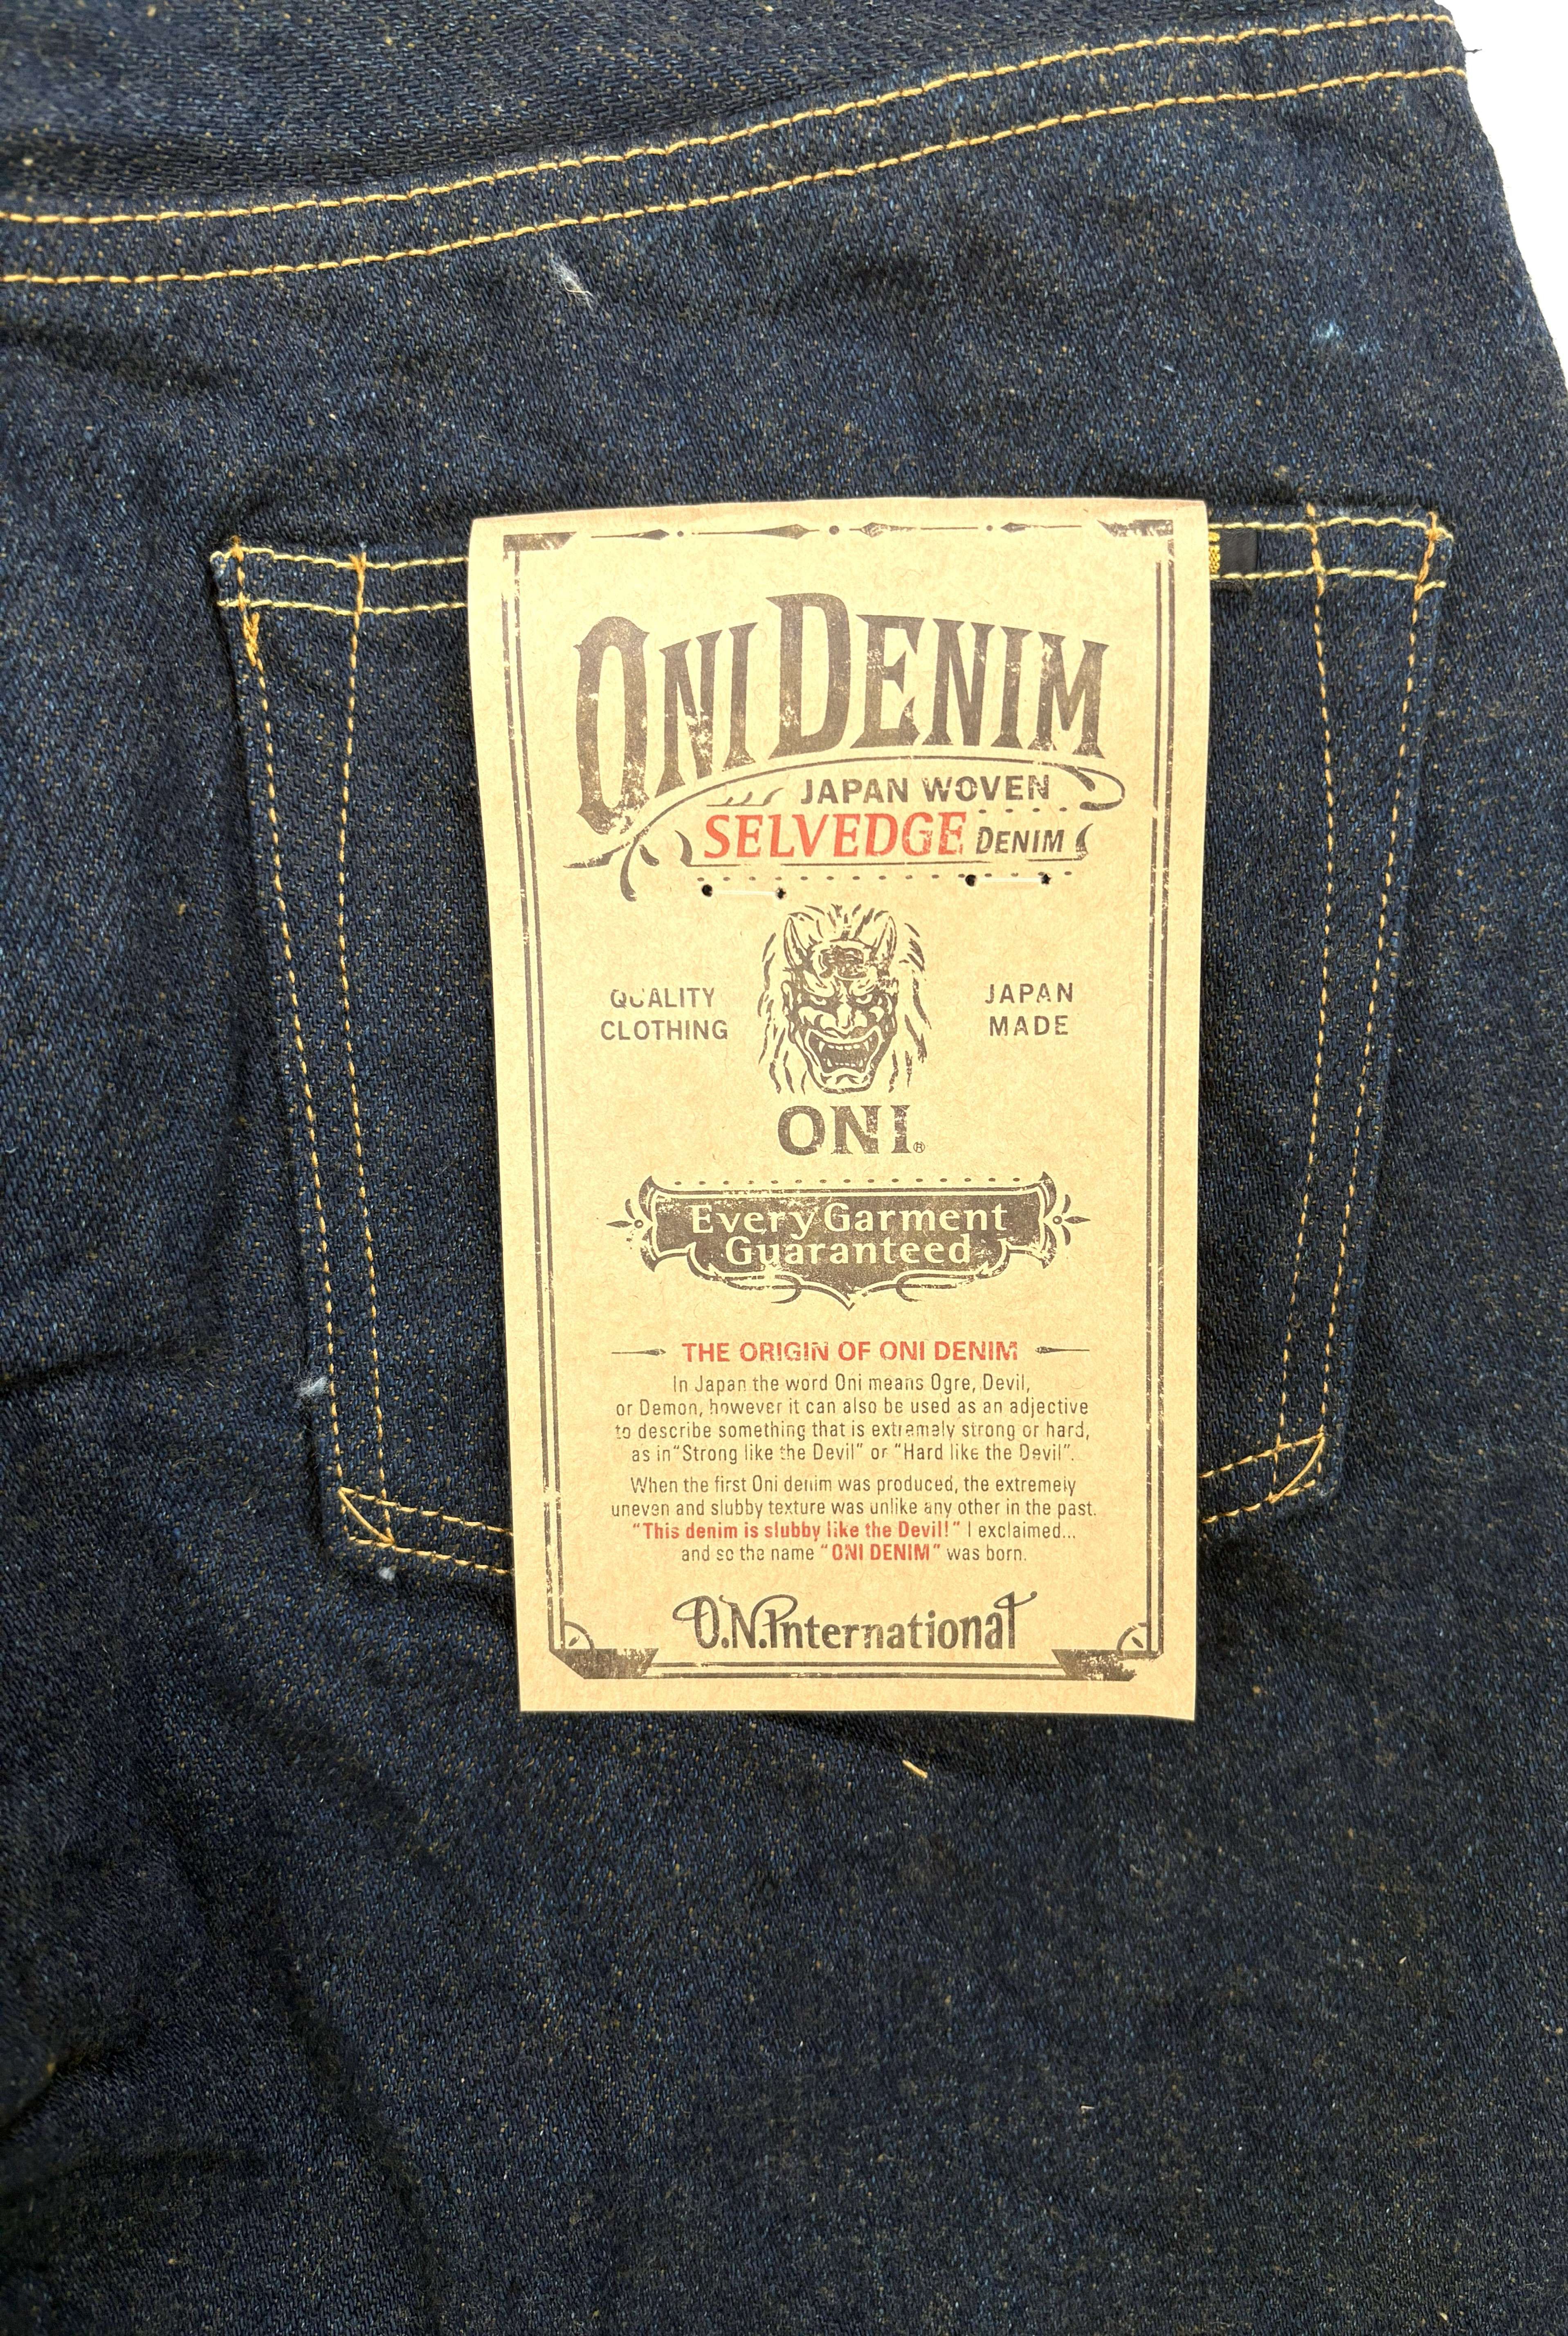 ONI DENIM
JAPAN WOVEN
SELVEDGE DENIM
QUALITY
CLOTHING
JAPAN
MADE
ONI®
Every Garment
Guaranteed
THE ORIGIN OF ONI DENIM
In Japan the word Oni means Ogre, Devil,
or Demon, however it can also be used as an adjective
to describe something that is extremely strong or hard,
as in "Strong like the Devil" or "Hard like the Devil".
When the first Oni denim was produced, the extremely
uneven and slubby texture was unlike any other in the past.
"This denim is slubby like the Devil!" I exclaimed...
and so the name "ONI DENIM" was born.
O.N.International